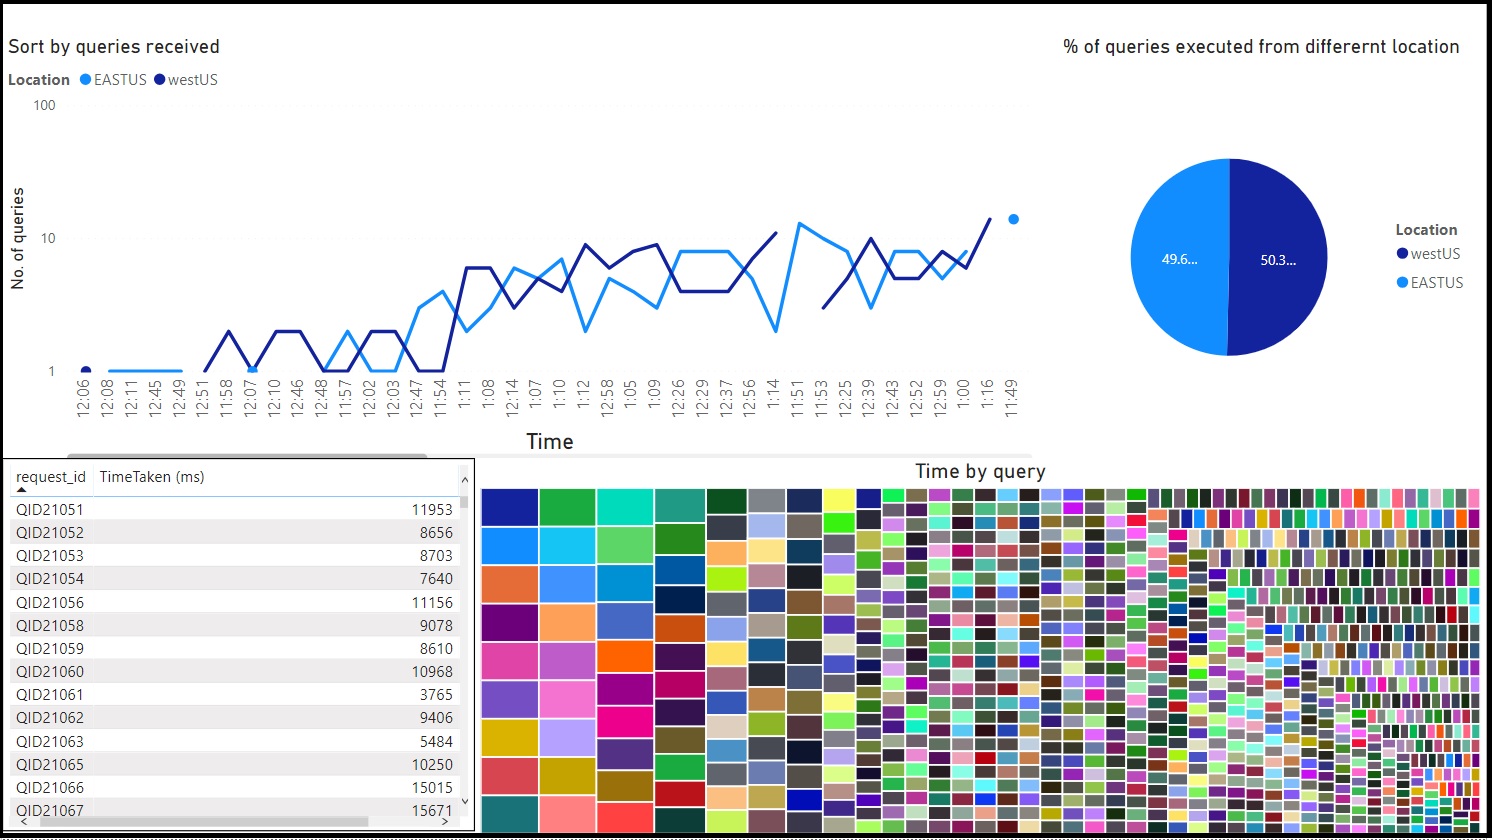 Sort by queries received
Location EASTUS westUS
100
10
1
No. of queries
12:06 12:08 12:11 12:45 12:49 12:51 11:58 12:07 12:10 12:46 12:48 11:57 12:02 12:03 12:47 11:54 1:11 1:08 12:14 1:07 1:10 1:12 12:58 1:05 1:09 12:26 12:29 12:37 12:56 1:14 11:51 11:53 12:25 12:39 12:43 12:52 12:59 1:00 1:16 11:49
Time
% of queries executed from differernt location
49.6...
50.3...
Location
westUS
EASTUS
request_id TimeTaken (ms)
QID21051 11953
QID21052 8656
QID21053 8703
QID21054 7640
QID21056 11156
QID21058 9078
QID21059 8610
QID21060 10968
QID21061 3765
QID21062 9406
QID21063 5484
QID21065 10250
QID21066 15015
QID21067 15671
Time by query